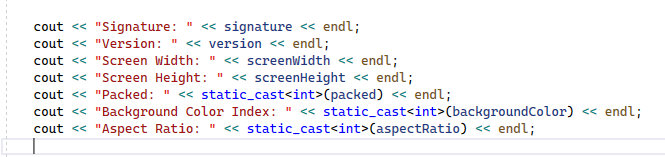 cout << "Signature: " << signature << endl;
cout << "Version: " << version << endl;
cout << "Screen Width: " << screenWidth << endl;
cout << "Screen Height: " << screenHeight << endl;
cout << "Packed: " << static_cast<int>(packed) << endl;
cout << "Background Color Index: " << static_cast<int>(backgroundColor) << endl;
cout << "Aspect Ratio: " << static_cast<int>(aspectRatio) << endl;